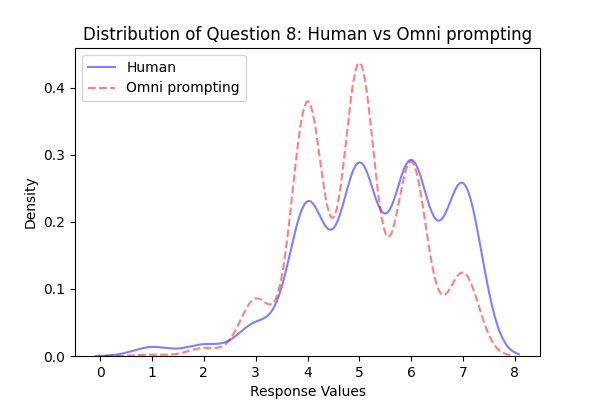 Distribution of Question 8: Human vs Omni prompting
Human
Omni prompting
Density
0.4
0.3
0.2
0.1
0.0
0 1 2 3 4 5 6 7 8
Response Values